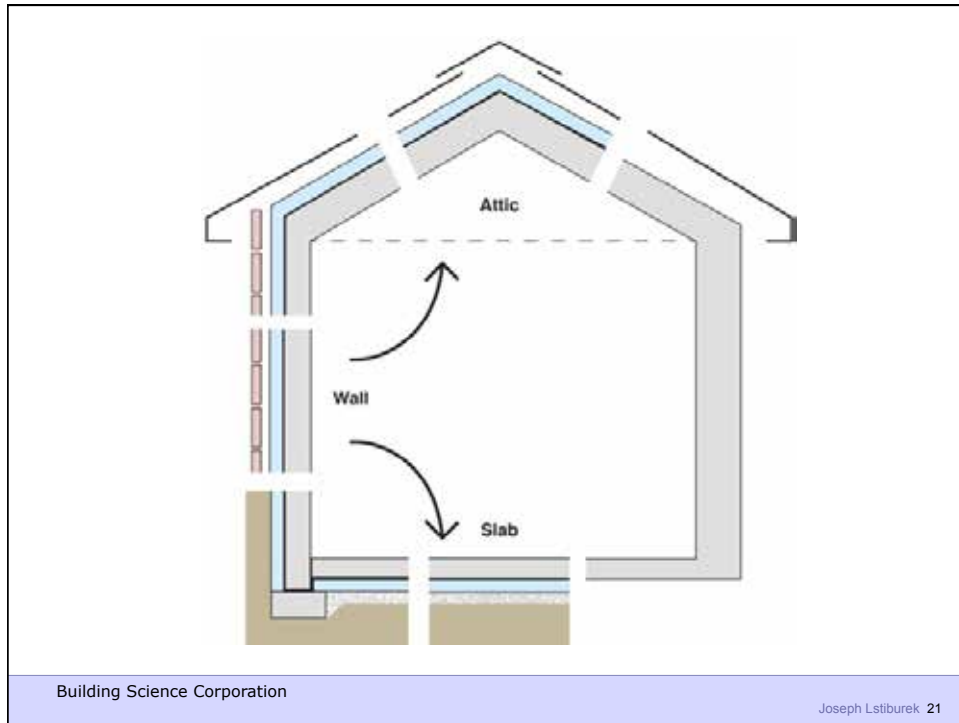 Attic
Wall
Slab
Building Science Corporation
Joseph Lstiburek 21